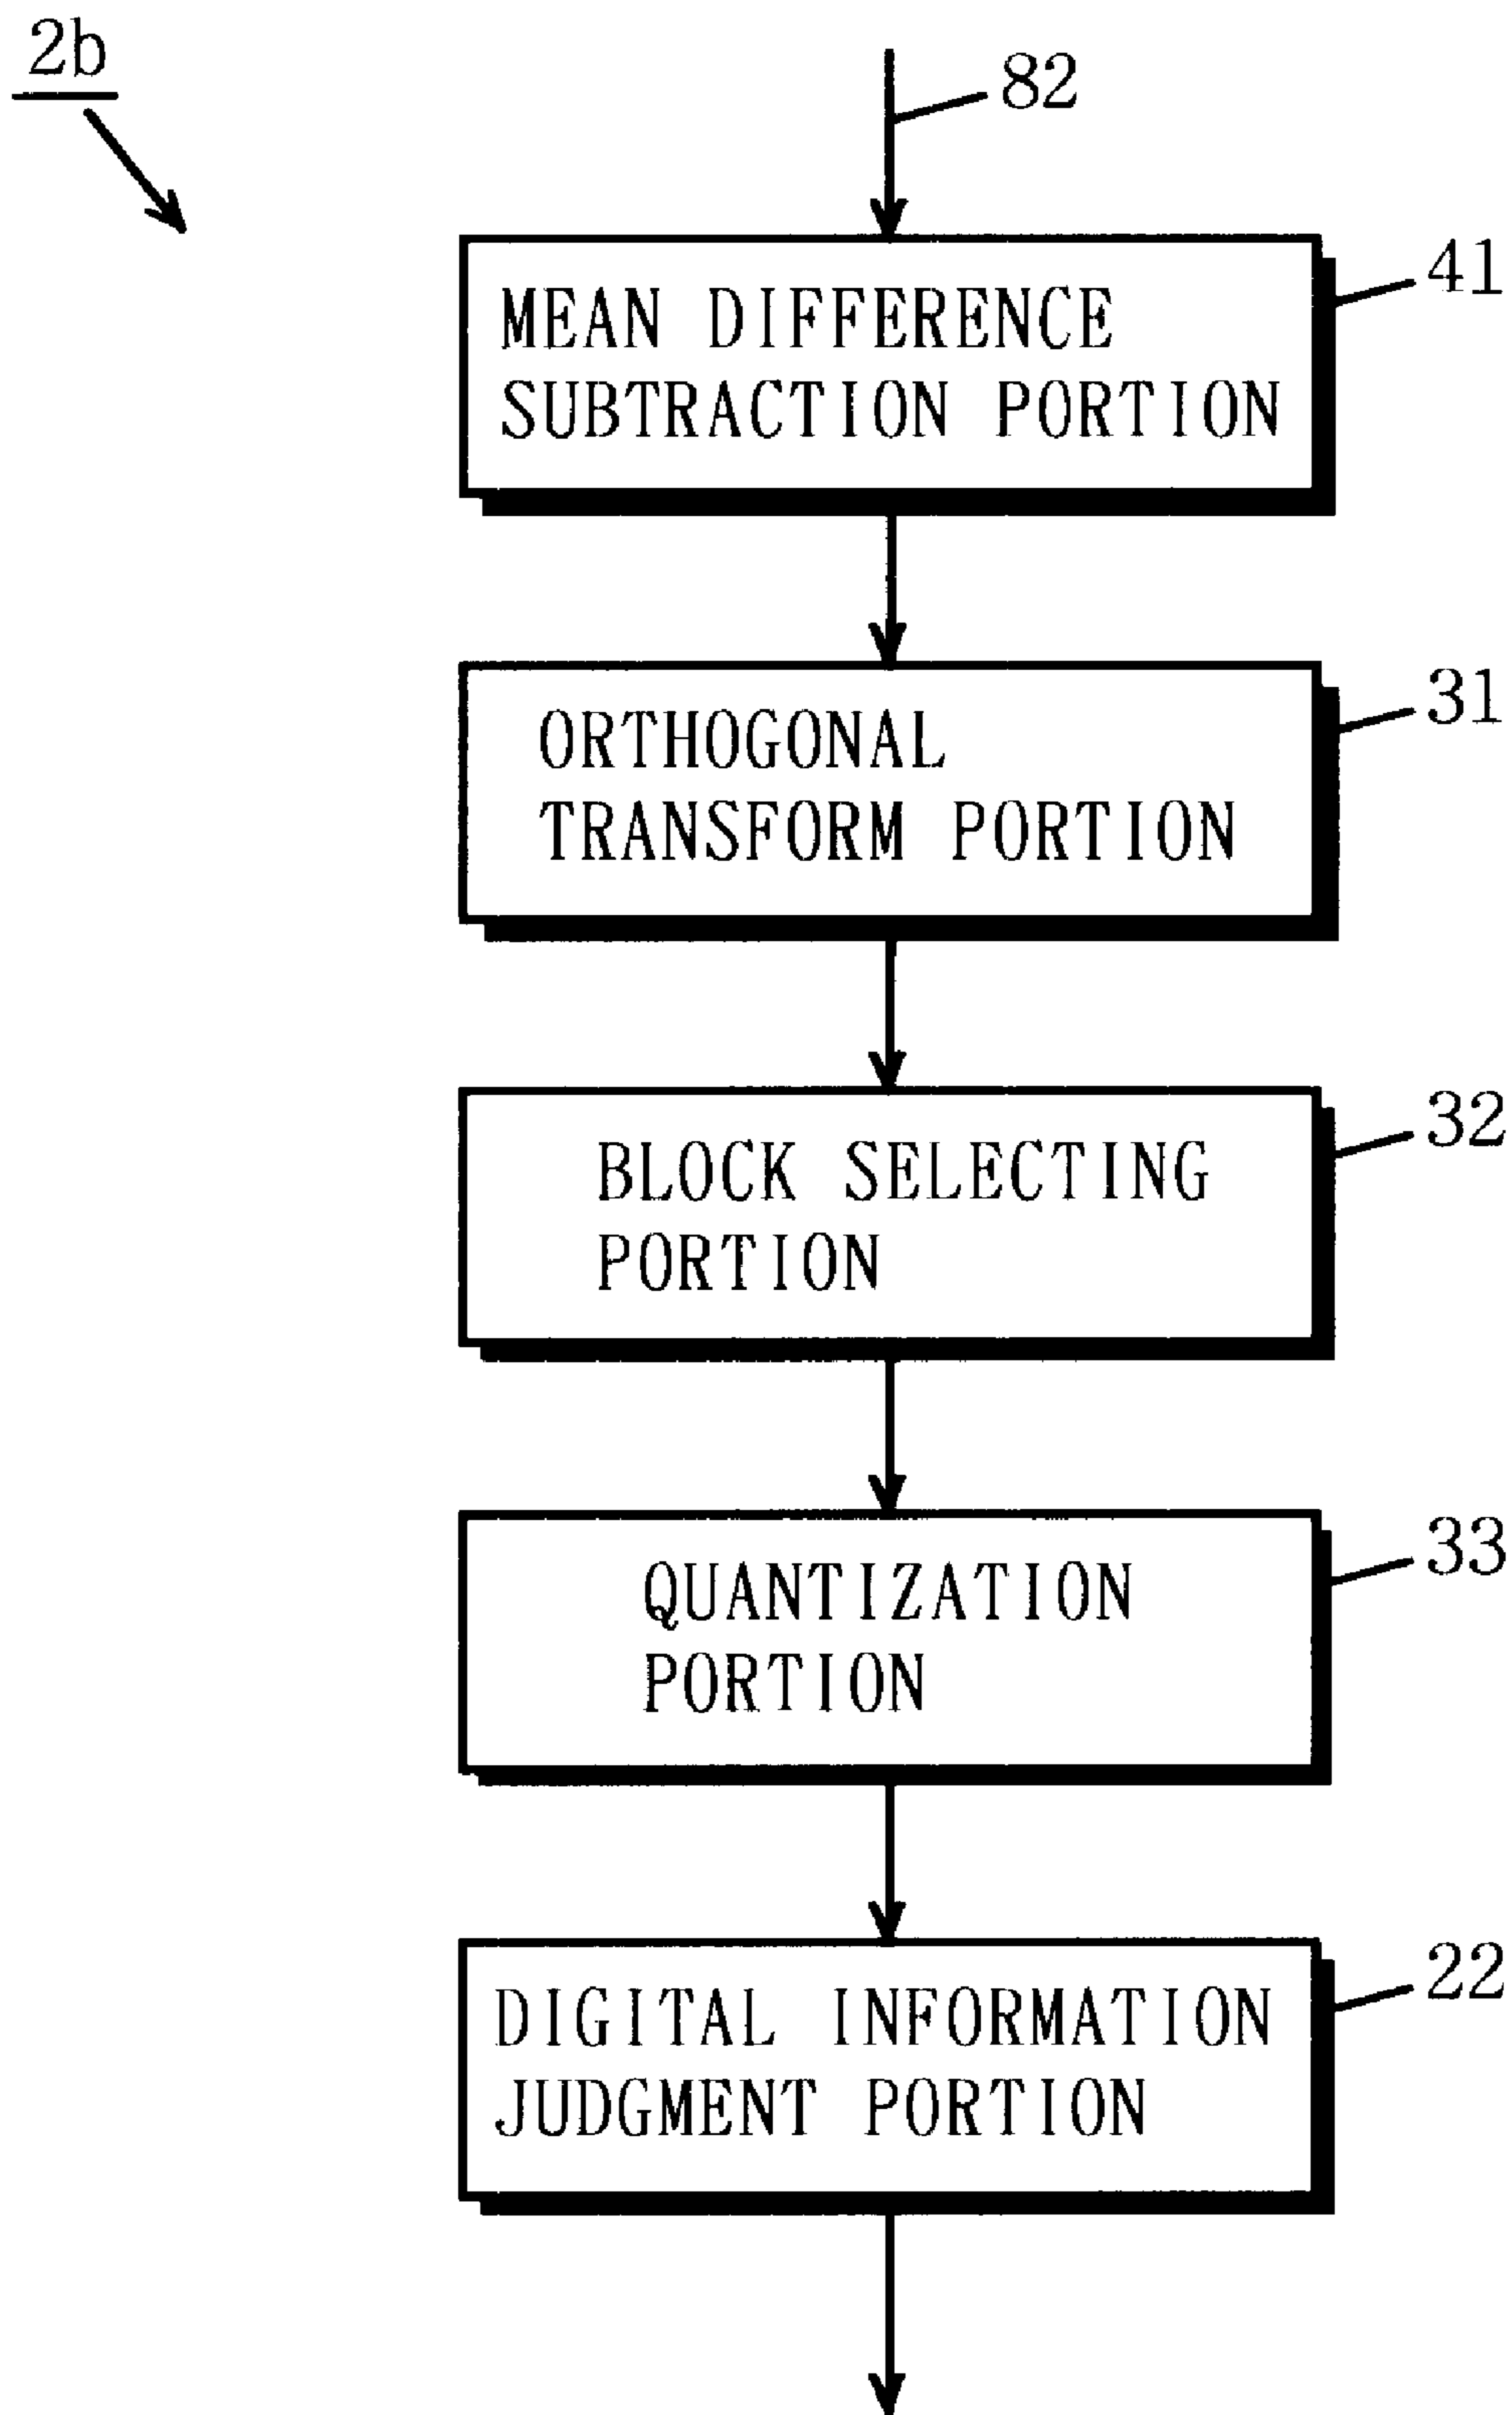 2b
82
41
MEAN DIFFERENCE
SUBTRACTION PORTION
31
ORTHOGONAL
TRANSFORM PORTION
32
BLOCK SELECTING
PORTION
33
QUANTIZATION
PORTION
22
DIGITAL INFORMATION
JUDGMENT PORTION